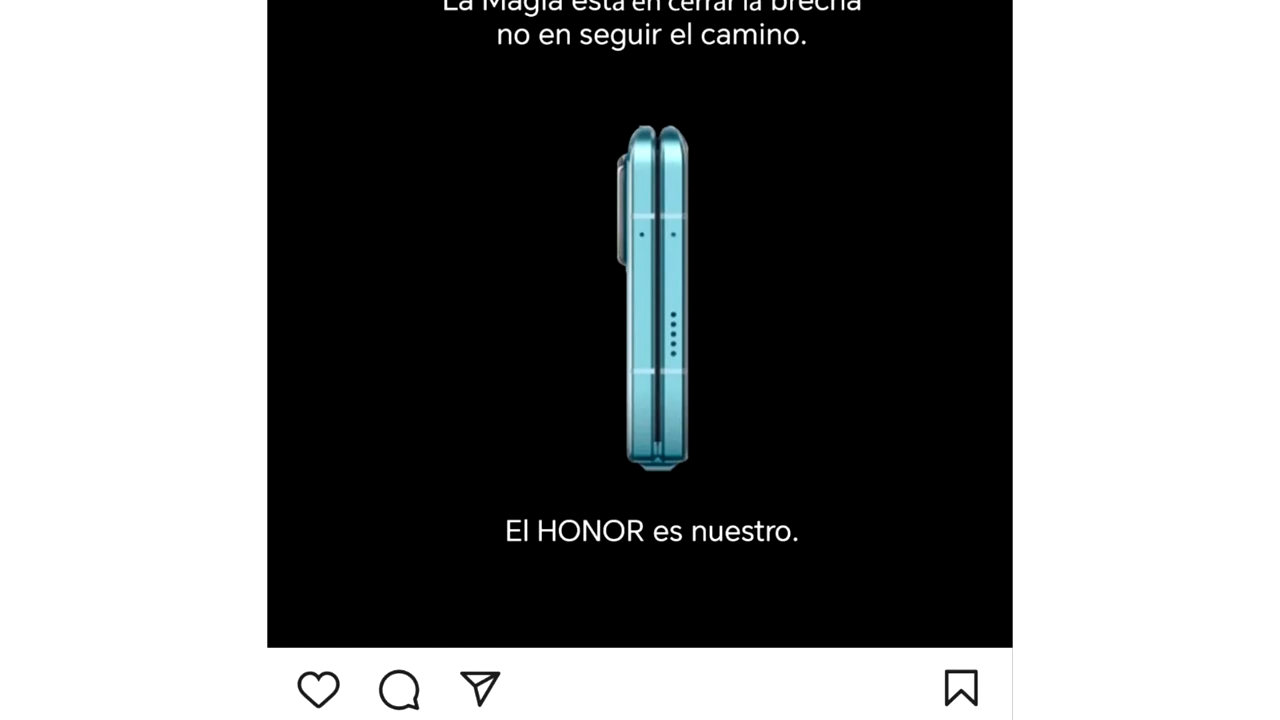 La Magia está en cerrar la brecha
no en seguir el camino.
El HONOR es nuestro.